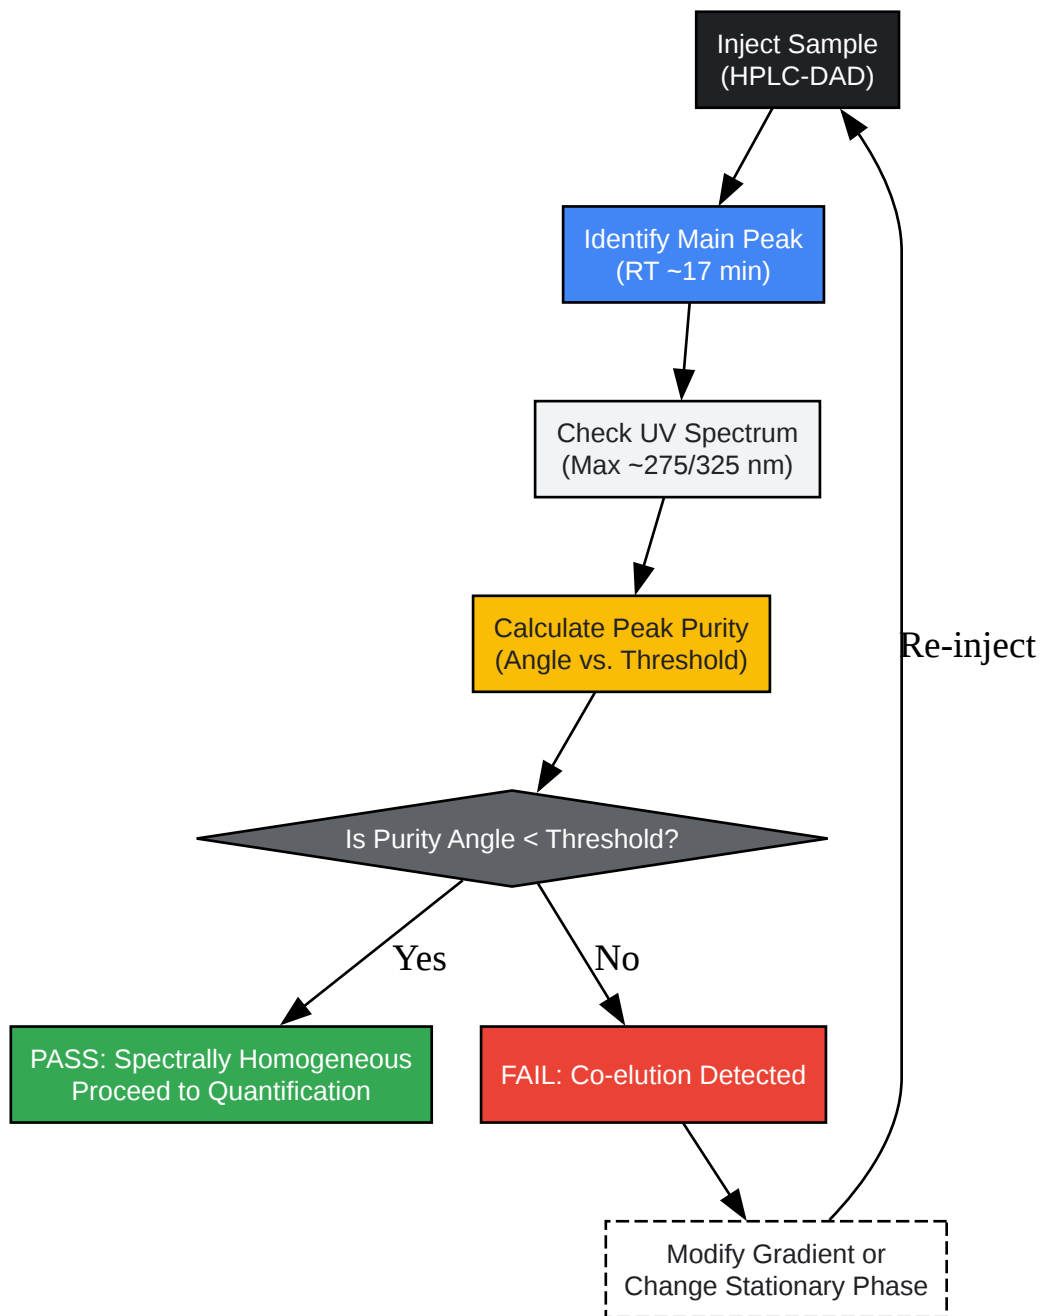 Inject Sample
(HPLC-DAD)
Identify Main Peak
(RT ~17 min)
Check UV Spectrum
(Max ~275/325 nm)
Calculate Peak Purity
(Angle vs. Threshold)
Re-inject
Is Purity Angle < Threshold?
Yes
No
PASS: Spectrally Homogeneous
Proceed to Quantification
FAIL: Co-elution Detected
Modify Gradient or
Change Stationary Phase